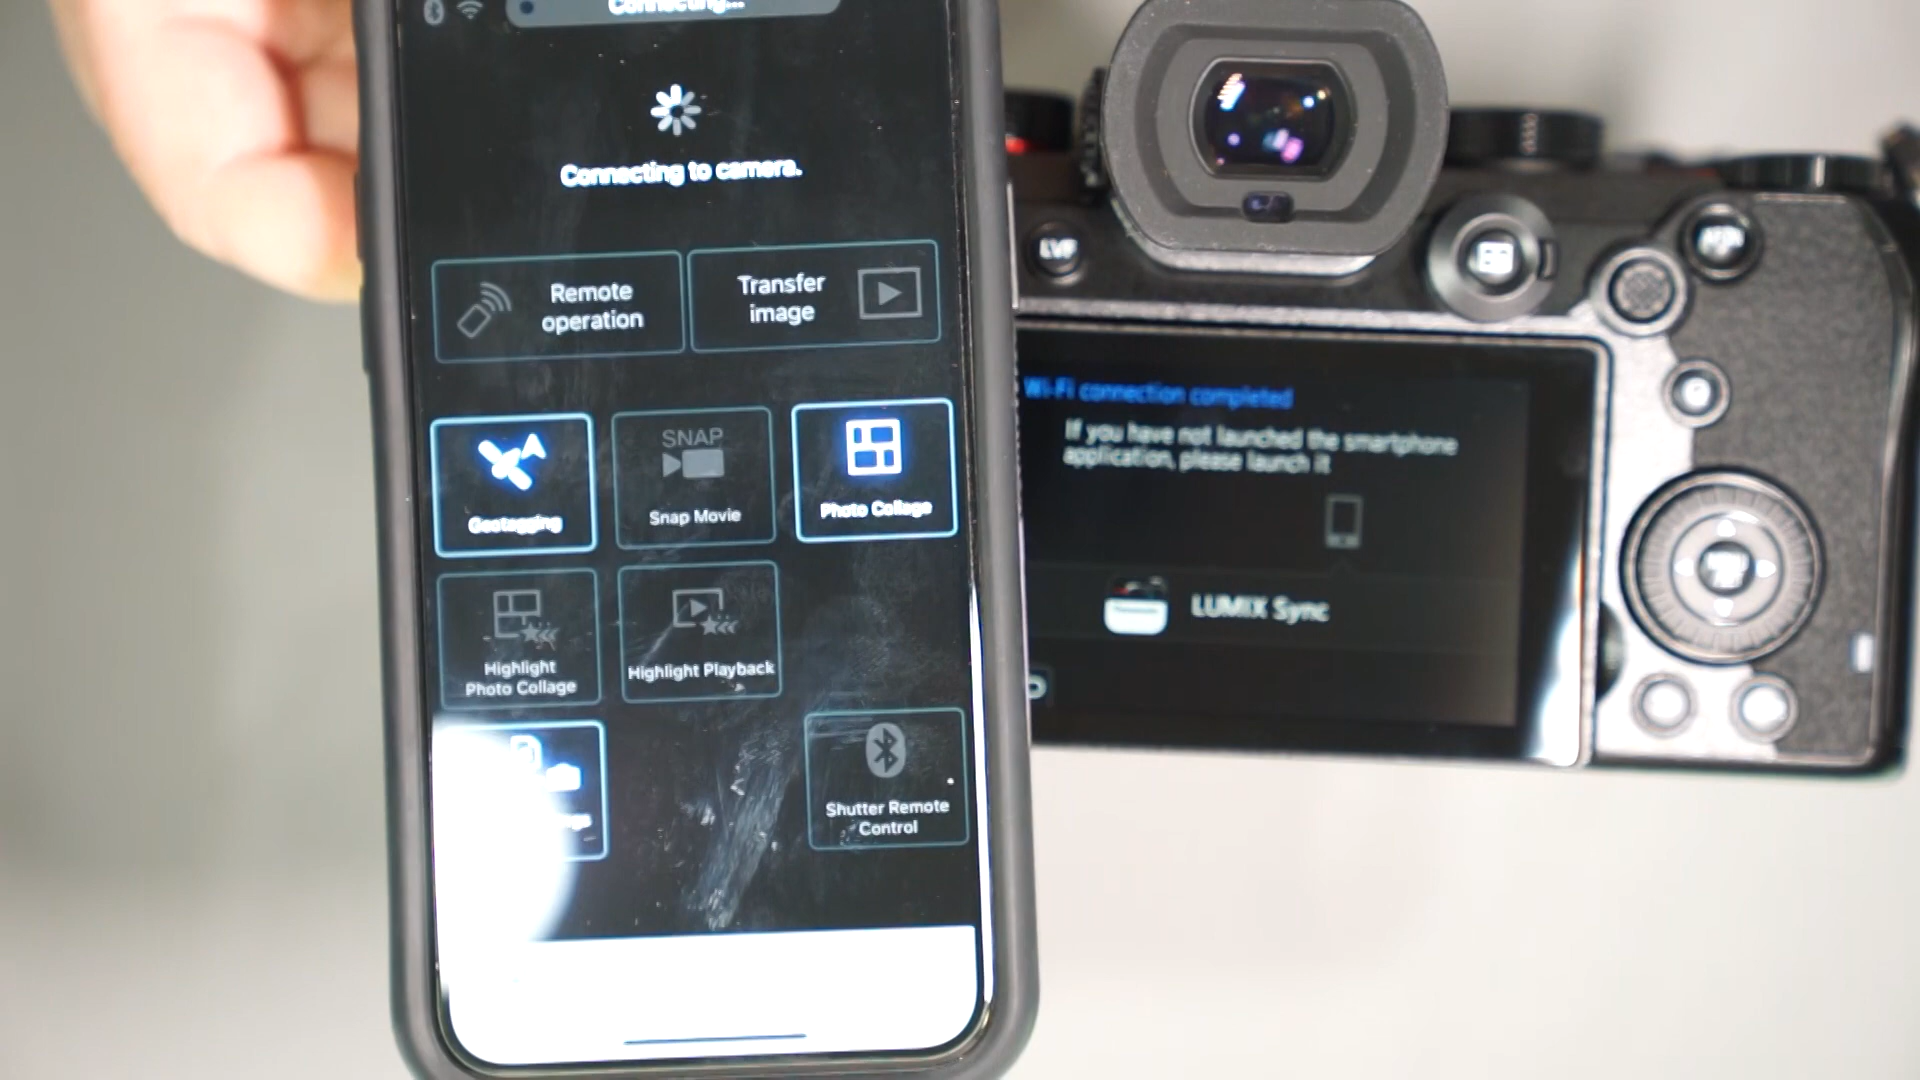 Connecting...
Connecting to camera.
Remote
operation
Transfer
image
Geotagging
SNAP
Snap Movie
Photo Collage
Highlight
Photo Collage
Highlight Playback
Shutter Remote
Control
LVF
Wi-Fi connection completed
If you have not launched the smartphone
application, please launch it
LUMIX Sync